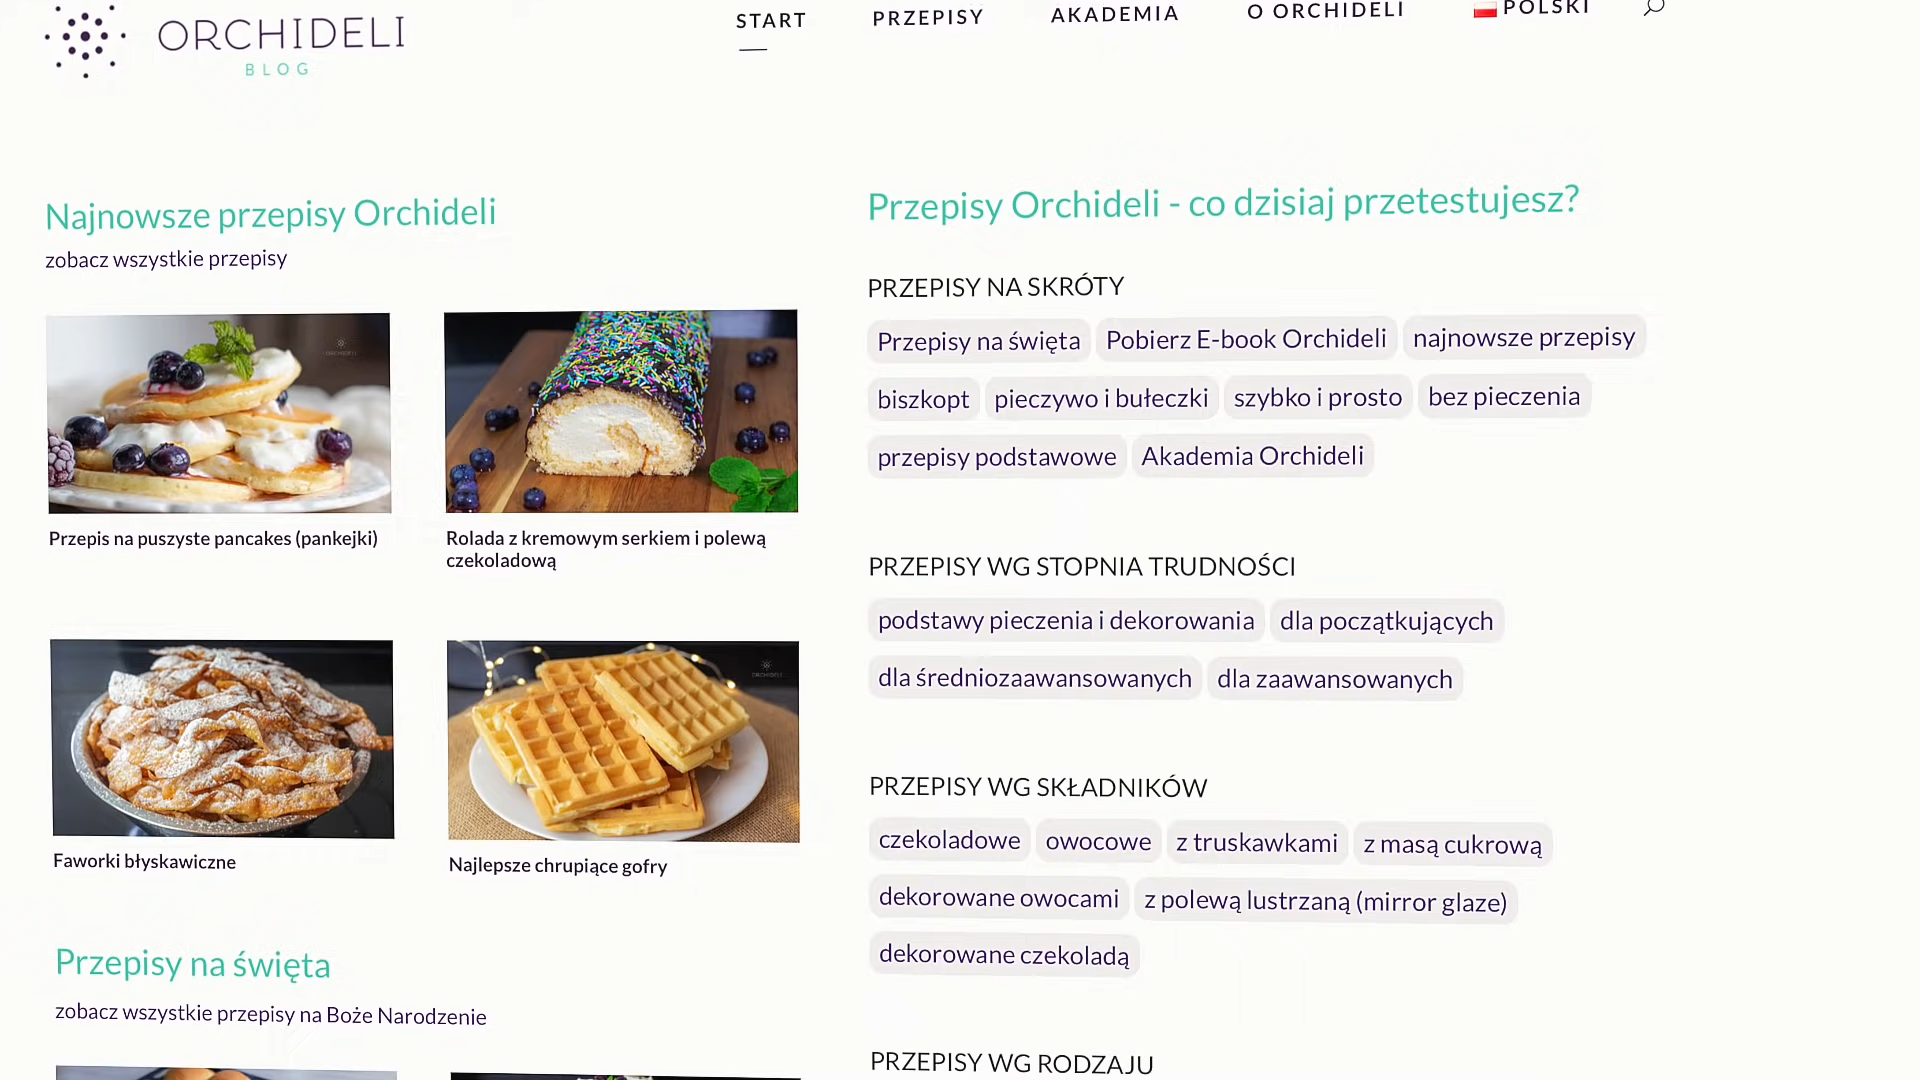 ORCHIDELI
BLOG
START
PRZEPISY
AKADEMIA
O ORCHIDELI
POLSKI
Najnowsze przepisy Orchideli
zobacz wszystkie przepisy
Przepis na puszyste pancakes (pankejki)
Rolada z kremowym serkiem i polewą
czekoladową
Faworki błyskawiczne
ORCHIDELI
Najlepsze chrupiące gofry
Przepisy na święta
zobacz wszystkie przepisy na Boże Narodzenie
Przepisy Orchideli - co dzisiaj przetestujesz?
PRZEPISY NA SKRÓTY
Przepisy na święta Pobierz E-book Orchideli najnowsze przepisy
biszkopt pieczywo i bułeczki szybko i prosto bez pieczenia
przepisy podstawowe Akademia Orchideli
PRZEPISY WG STOPNIA TRUDNOŚCI
podstawy pieczenia i dekorowania dla początkujących
dla średniozaawansowanych dla zaawansowanych
PRZEPISY WG SKŁADNIKÓW
czekoladowe owocowe z truskawkami z masą cukrową
dekorowane owocami z polewą lustrzaną (mirror glaze)
dekorowane czekoladą
PRZEPISY WG RODZAJU